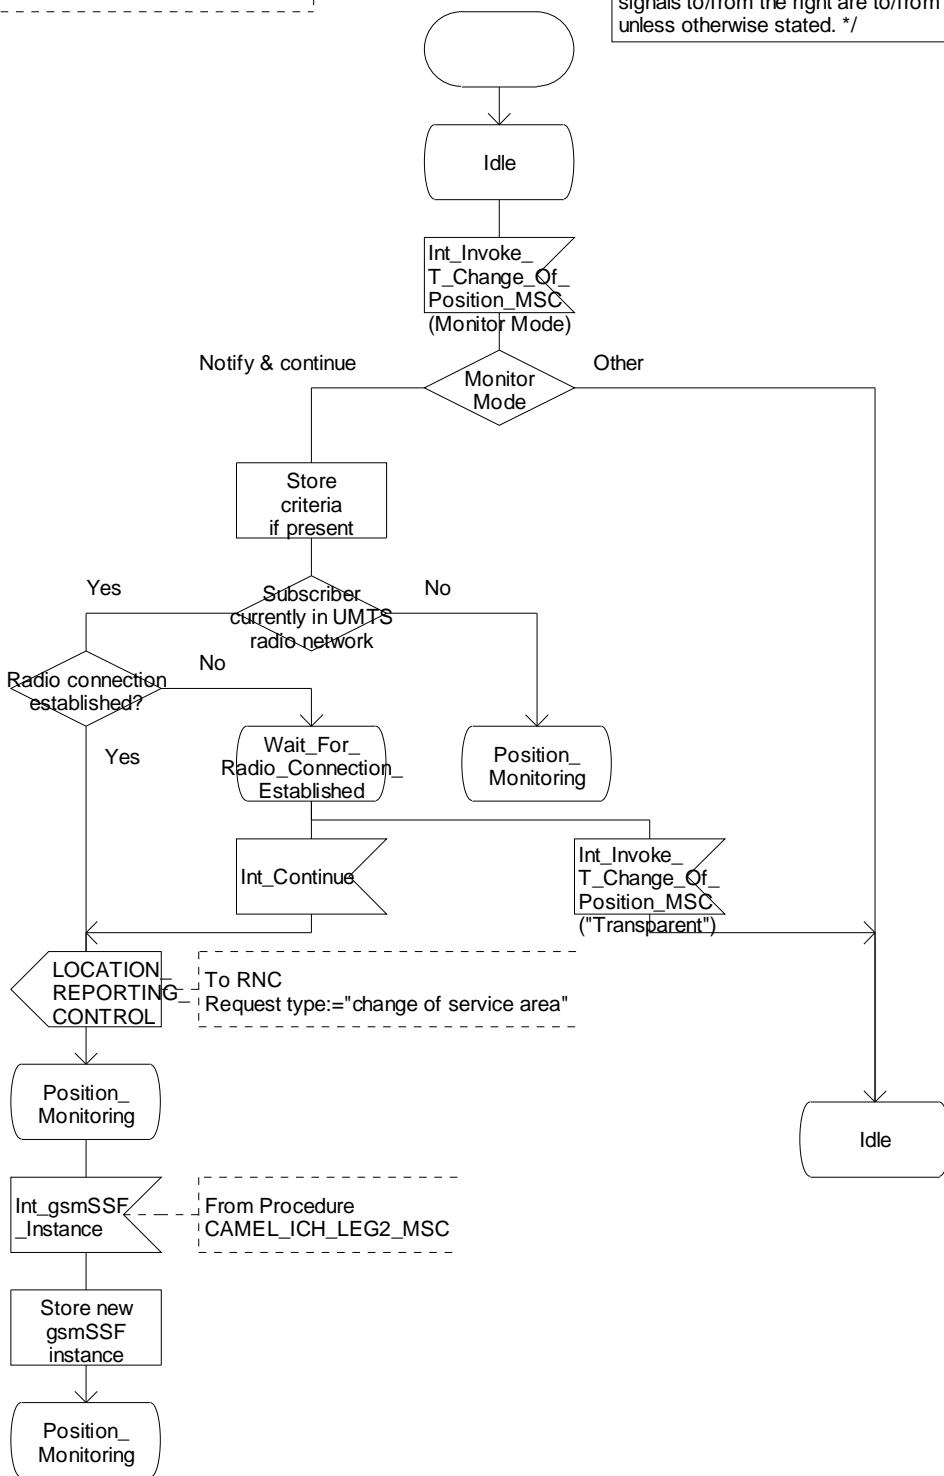 signals to/from the right are to/from
unless otherwise stated. */
Idle
Int_Invoke_
T_Change_Of_
Position_MSC
(Monitor Mode)
Notify & continue
Monitor
Mode
Other
Store
criteria
if present
Yes
Subscriber
currently in UMTS
radio network
No
Radio connection
established?
No
Yes
Wait_For_
Radio_Connection_
Established
Position_
Monitoring
Int_Continue
Int_Invoke_
T_Change_Of_
Position_MSC
("Transparent")
LOCATION_
REPORTING_
CONTROL
To RNC
Request type:="change of service area"
Position_
Monitoring
Idle
Int_gsmSSF
_Instance
From Procedure
CAMEL_ICH_LEG2_MSC
Store new
gsmSSF
instance
Position_
Monitoring